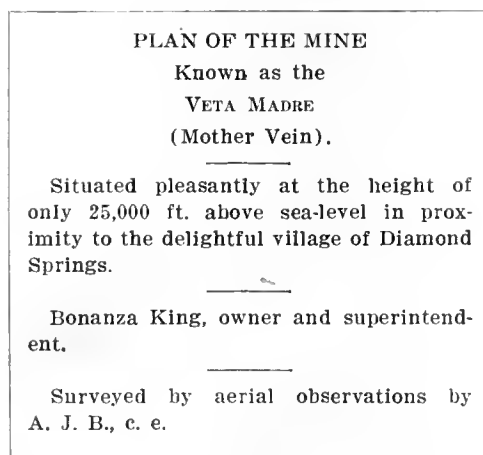 PLAN OF THE MINE
Known as the
VETA MADRE
(Mother Vein).
Situated pleasantly at the height of
only 25,000 ft. above sea-level in prox-
imity to the delightful village of Diamond
Springs.
Bonanza King, owner and superintend-
ent.
Surveyed by aerial observations by
A. J. B., c. e.